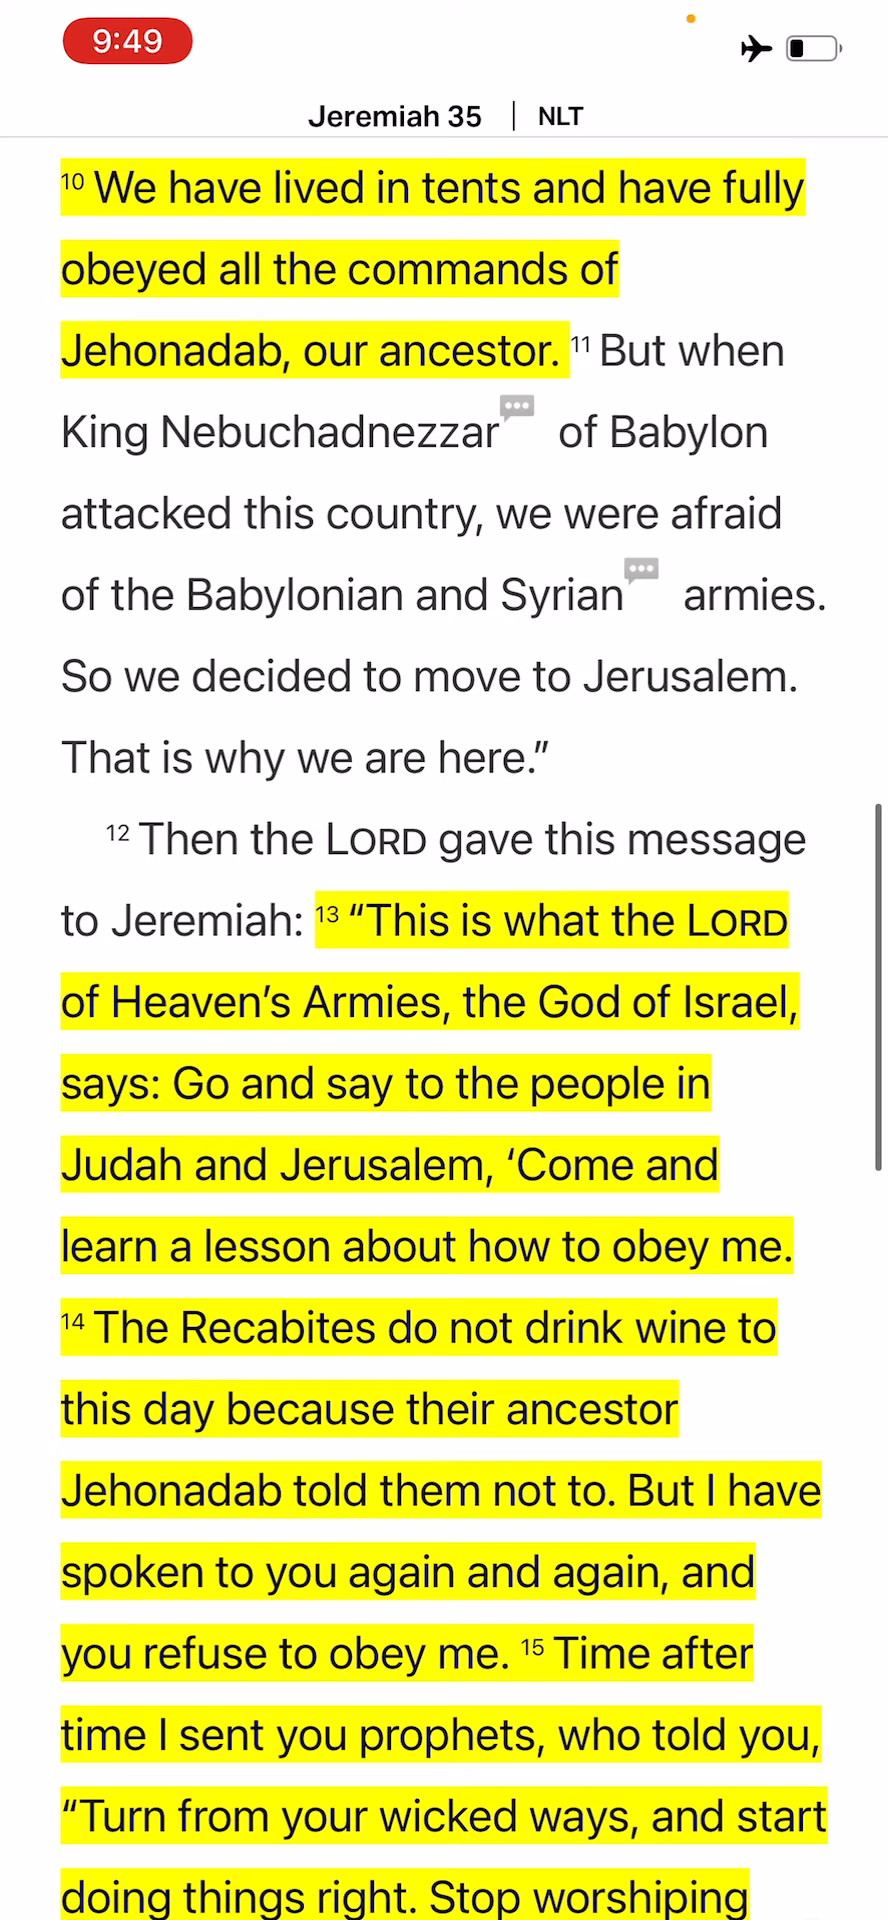 9:49
Jeremiah 35 | NLT
10 We have lived in tents and have fully
obeyed all the commands of
Jehonadab, our ancestor. 11 But when
King Nebuchadnezzar of Babylon
attacked this country, we were afraid
of the Babylonian and Syrian armies.
So we decided to move to Jerusalem.
That is why we are here.”
12 Then the LORD gave this message
to Jeremiah: 13 “This is what the LORD
of Heaven’s Armies, the God of Israel,
says: Go and say to the people in
Judah and Jerusalem, ‘Come and
learn a lesson about how to obey me.
14 The Recabites do not drink wine to
this day because their ancestor
Jehonadab told them not to. But I have
spoken to you again and again, and
you refuse to obey me. 15 Time after
time I sent you prophets, who told you,
“Turn from your wicked ways, and start
doing things right. Stop worshiping